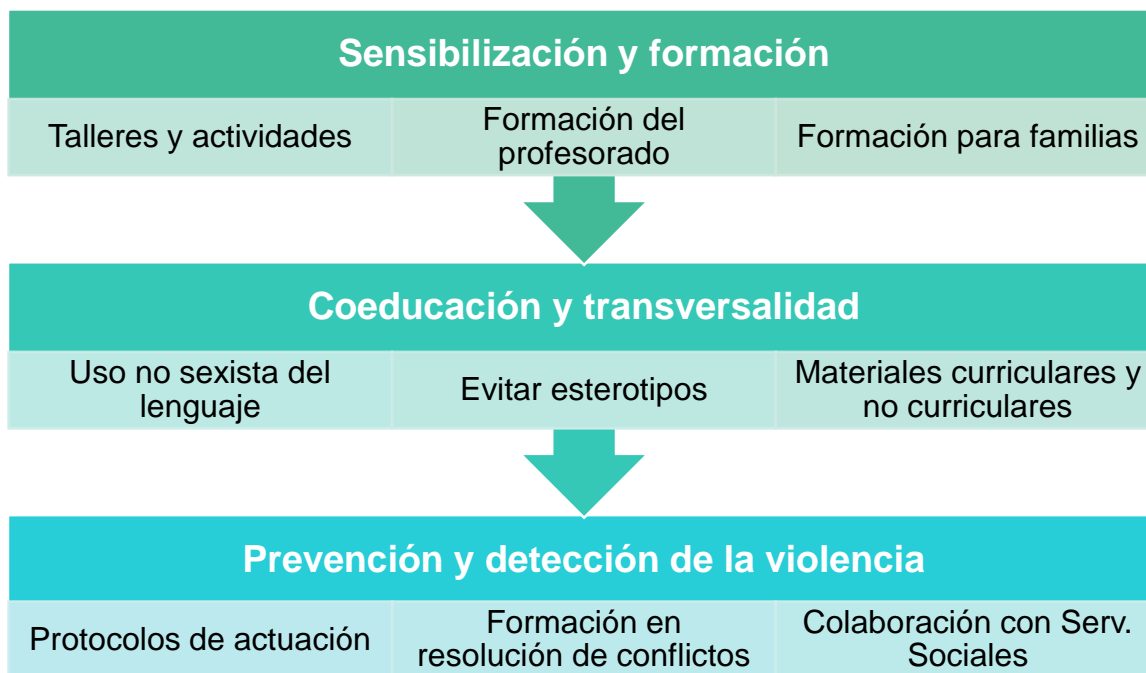 Sensibilización y formación
Talleres y actividades
Formación del
profesorado
Formación para familias
Coeducación y transversalidad
Uso no sexista del
lenguaje
Evitar esterotipos
Materiales curriculares y
no curriculares
Prevención y detección de la violencia
Protocolos de actuación
Formación en
resolución de conflictos
Colaboración con Serv.
Sociales